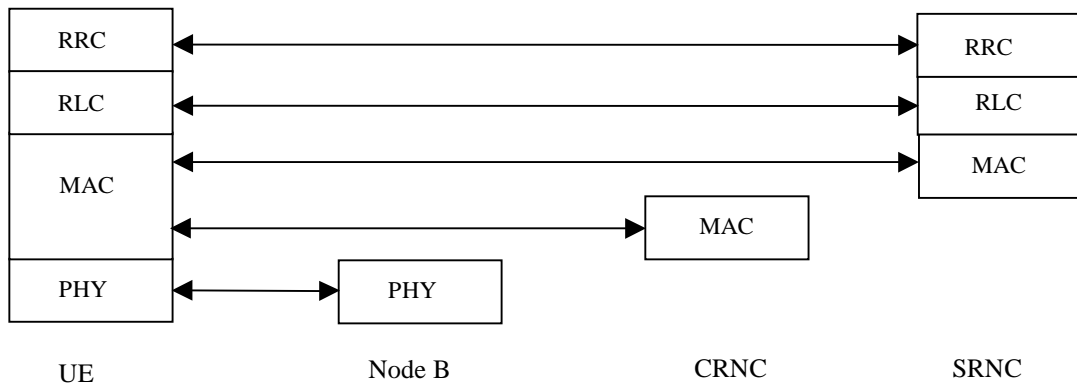 RRC
RRC
RLC
RLC
MAC
MAC
MAC
PHY
PHY
UE
Node B
CRNC
SRNC